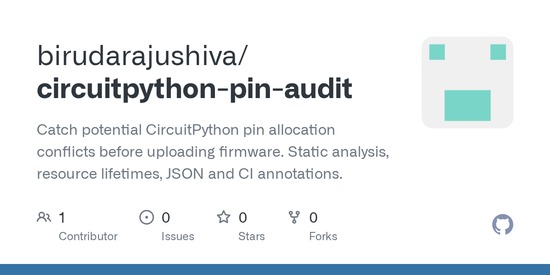 birudarajushiva/
circuitpython-pin-audit
Catch potential CircuitPython pin allocation
conflicts before uploading firmware. Static analysis,
resource lifetimes, JSON and CI annotations.
1 0 0 0
Contributor Issues Stars Forks